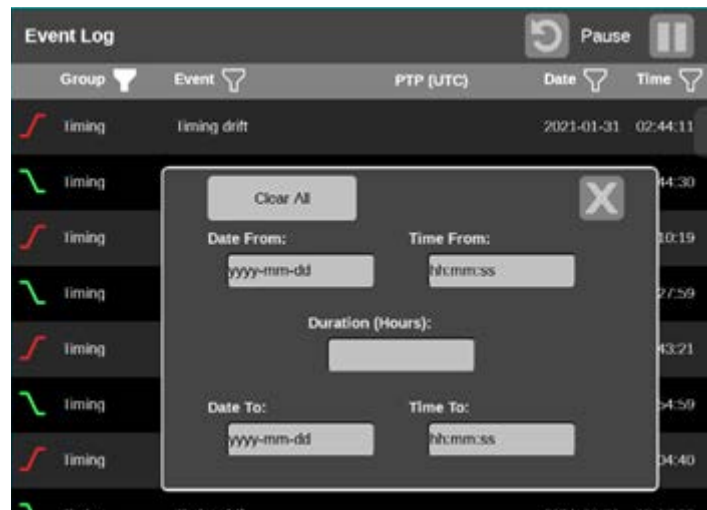 Event Log Pause
Group Event PTP (UTC) Date Time
Timing Timing drift 2021-01-31 02:44:11
Timing 44:30
Clear All
Timing 10:19
Date From: Time From:
yyyy-mm-dd hh:mm:ss
Timing 27:59
Duration (Hours):
Timing 43:21
Timing 54:59
Date To: Time To:
yyyy-mm-dd hh:mm:ss
Timing 04:40